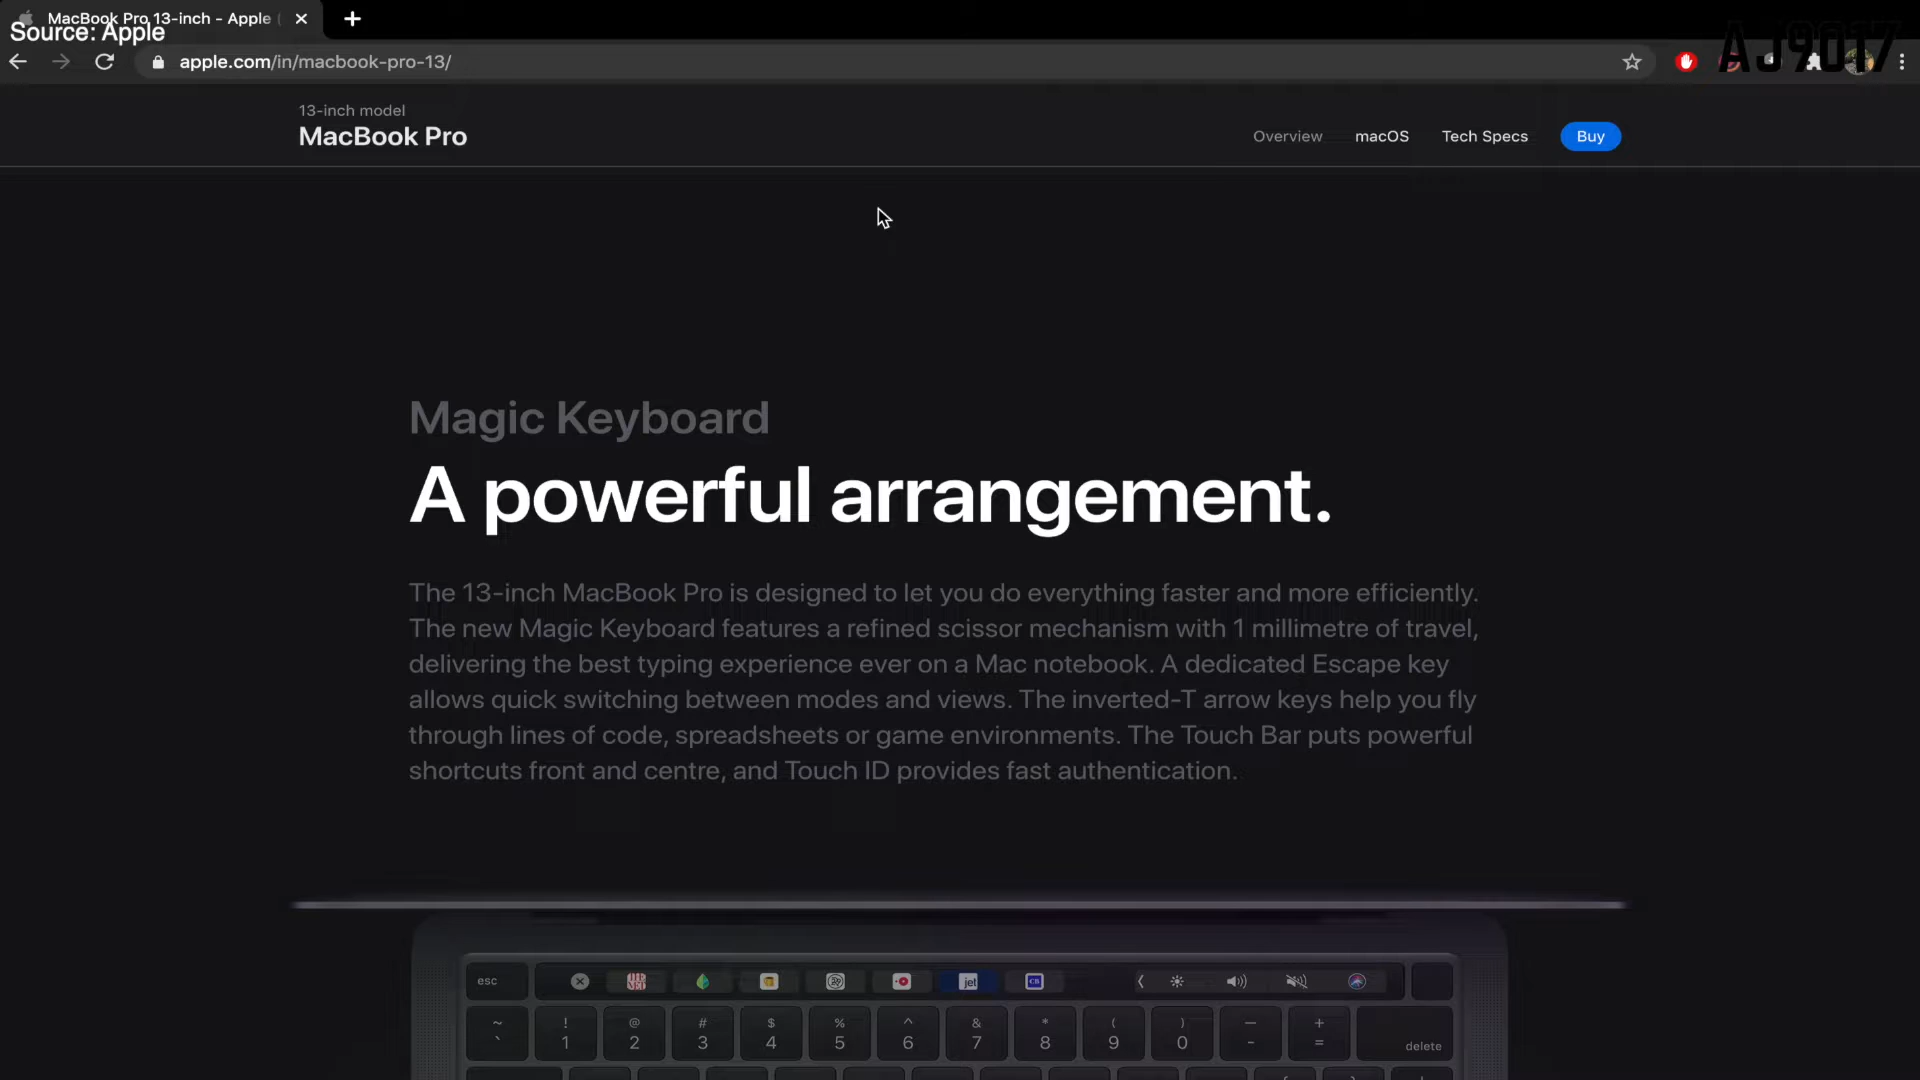 MacBook Pro 13-inch - Apple (
Source: Apple
AJ9017
apple.com/in/macbook-pro-13/
13-inch model
MacBook Pro
Overview
macOS
Tech Specs
Buy
Magic Keyboard
A powerful arrangement.
The 13-inch MacBook Pro is designed to let you do everything faster and more efficiently.
The new Magic Keyboard features a refined scissor mechanism with 1 millimetre of travel,
delivering the best typing experience ever on a Mac notebook. A dedicated Escape key
allows quick switching between modes and views. The inverted-T arrow keys help you fly
through lines of code, spreadsheets or game environments. The Touch Bar puts powerful
shortcuts front and centre, and Touch ID provides fast authentication.
esc
jet
CB
~ ! @ # $ % ^ & * ( ) — +
` 1 2 3 4 5 6 7 8 9 0 - =
delete